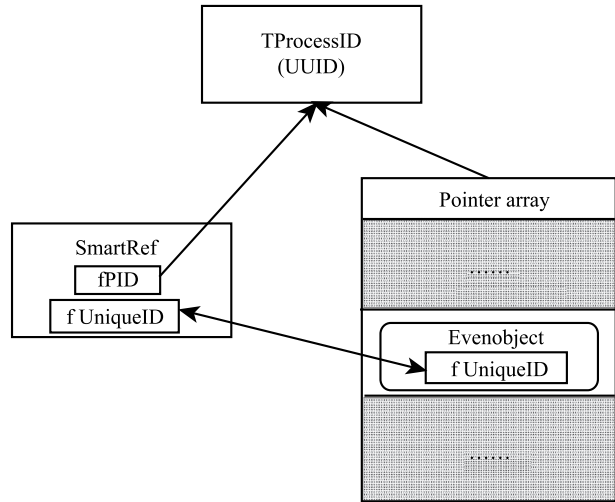 TProcessID
(UUID)
Pointer array
SmartRef
fPID
f UniqueID
......
Evenobject
f UniqueID
......